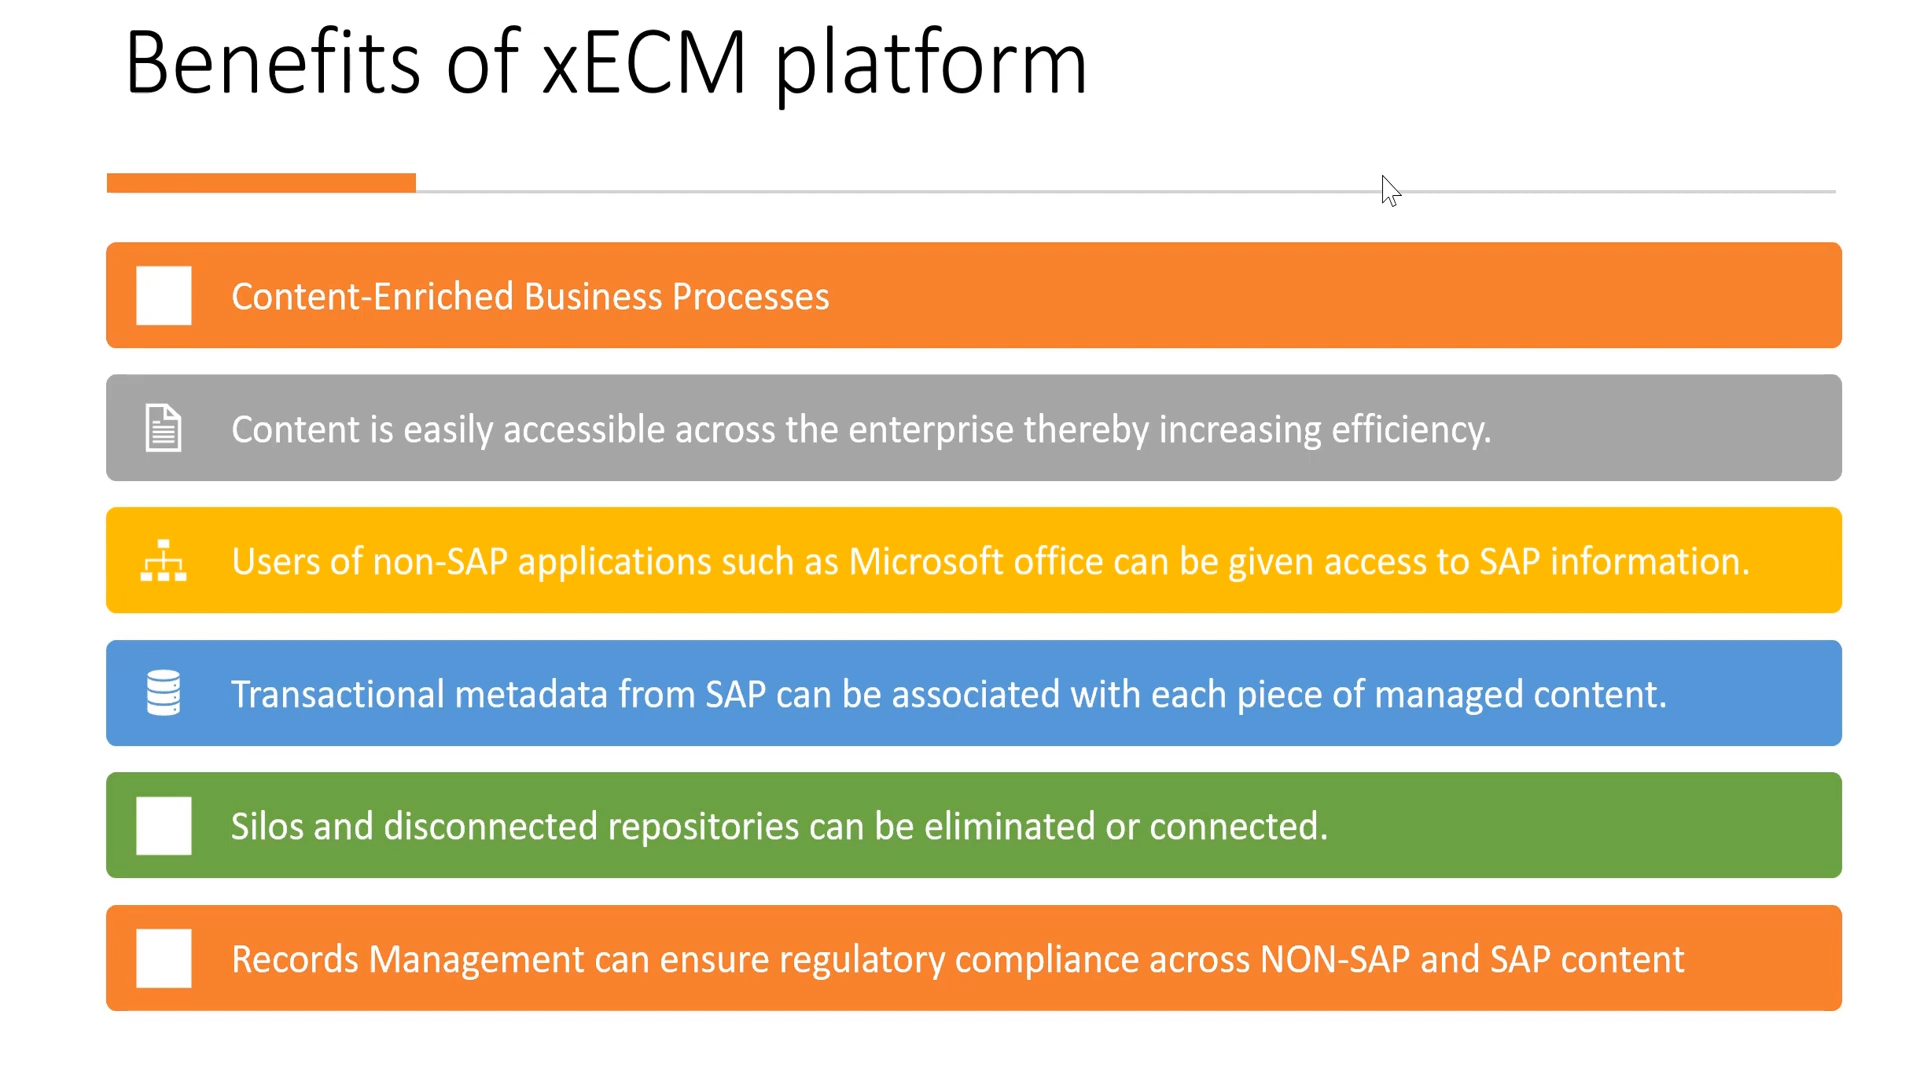 Benefits of xECM platform
Content-Enriched Business Processes
Content is easily accessible across the enterprise thereby increasing efficiency.
Users of non-SAP applications such as Microsoft office can be given access to SAP information.
Transactional metadata from SAP can be associated with each piece of managed content.
Silos and disconnected repositories can be eliminated or connected.
Records Management can ensure regulatory compliance across NON-SAP and SAP content